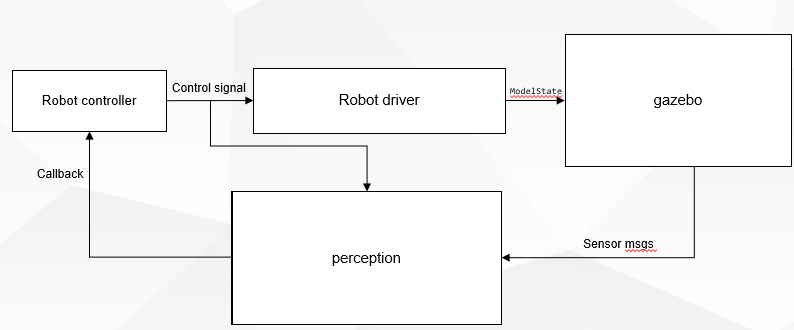 Control signal
Robot controller
Robot driver
ModelState
gazebo
Callback
Sensor msgs
perception